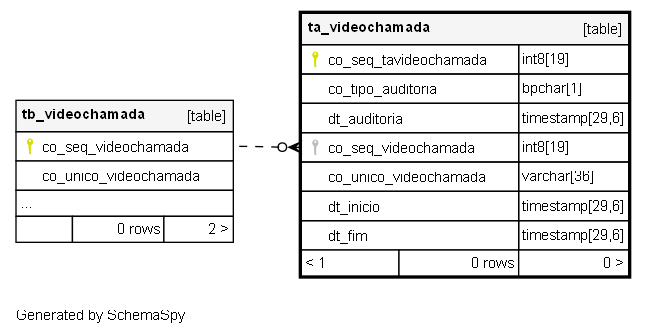 tb_videochamada [table]
co_seq_videochamada
co_unico_videochamada
...
0 rows 2 >
ta_videochamada [table]
co_seq_tavideochamada int8[19]
co_tipo_auditoria bpchar[1]
dt_auditoria timestamp[29,6]
co_seq_videochamada int8[19]
co_unico_videochamada varchar[36]
dt_inicio timestamp[29,6]
dt_fim timestamp[29,6]
< 1 0 rows 0 >
Generated by SchemaSpy